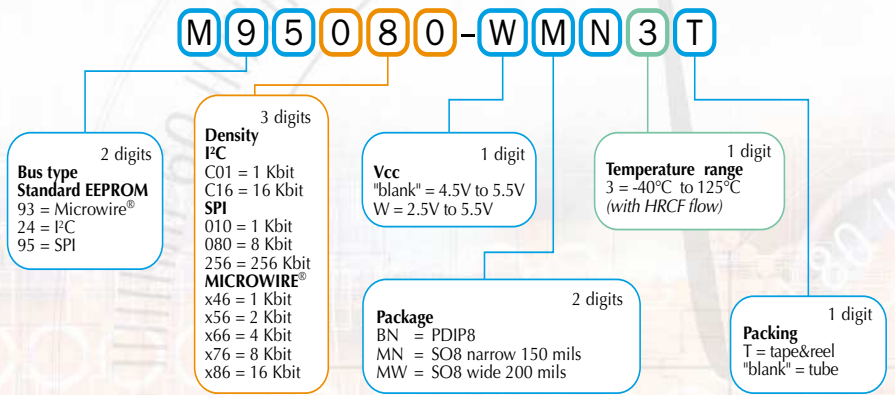 M95080-WMN3T
2 digits
Bus type
Standard EEPROM
93 = Microwire®
24 = I²C
95 = SPI
3 digits
Density
I²C
C01 = 1 Kbit
C16 = 16 Kbit
SPI
010 = 1 Kbit
080 = 8 Kbit
256 = 256 Kbit
MICROWIRE®
x46 = 1 Kbit
x56 = 2 Kbit
x66 = 4 Kbit
x76 = 8 Kbit
x86 = 16 Kbit
1 digit
Vcc
"blank" = 4.5V to 5.5V
W = 2.5V to 5.5V
2 digits
Package
BN = PDIP8
MN = SO8 narrow 150 mils
MW = SO8 wide 200 mils
1 digit
Temperature range
3 = -40°C to 125°C
(with HRCF flow)
1 digit
Packing
T = tape&reel
"blank" = tube